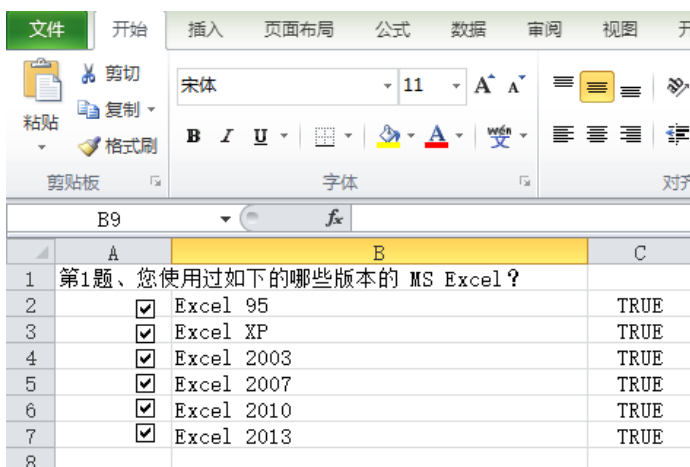 文件 开始 插入 页面布局 公式 数据 审阅 视图
剪切
宋体 11 A A
复制
粘贴
格式刷
B I U A wén 文
剪贴板 字体 对齐
B9 fx
A B C
1 第1题、您使用过如下的哪些版本的 MS Excel？
2 Excel 95 TRUE
3 Excel XP TRUE
4 Excel 2003 TRUE
5 Excel 2007 TRUE
6 Excel 2010 TRUE
7 Excel 2013 TRUE
8